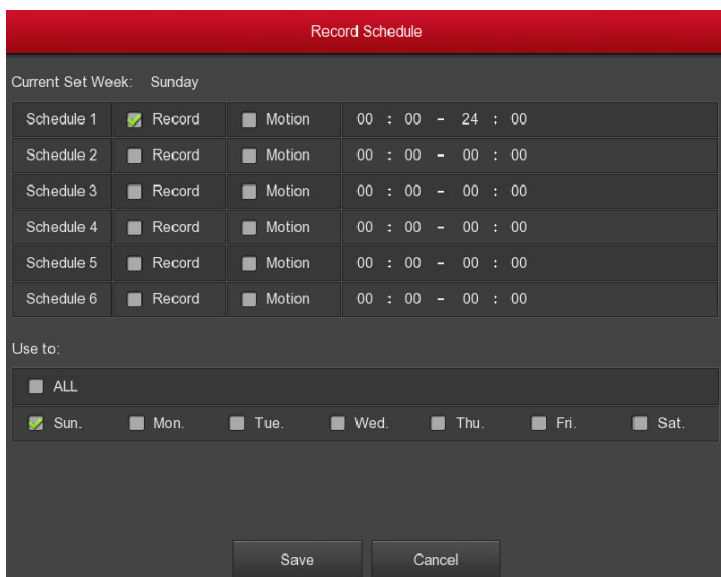 Record Schedule
Current Set Week: Sunday
Schedule 1 Record Motion 00 : 00 - 24 : 00
Schedule 2 Record Motion 00 : 00 - 00 : 00
Schedule 3 Record Motion 00 : 00 - 00 : 00
Schedule 4 Record Motion 00 : 00 - 00 : 00
Schedule 5 Record Motion 00 : 00 - 00 : 00
Schedule 6 Record Motion 00 : 00 - 00 : 00
Use to:
ALL
Sun. Mon. Tue. Wed. Thu. Fri. Sat.
Save Cancel